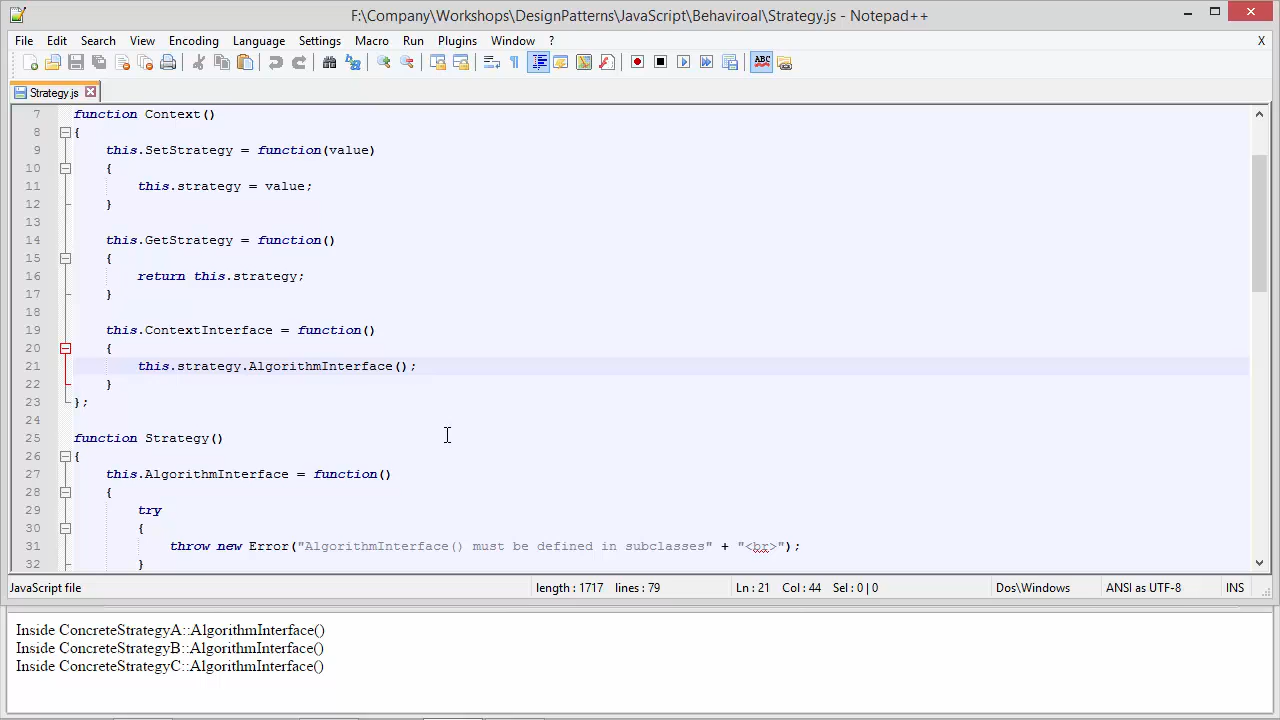 F:\Company\Workshops\DesignPatterns\JavaScript\Behaviroal\Strategy.js - Notepad++
File Edit Search View Encoding Language Settings Macro Run Plugins Window ? X
ABC
Strategy.js
7 function Context()
8 {
9 this.SetStrategy = function(value)
10 {
11 this.strategy = value;
12 }
13
14 this.GetStrategy = function()
15 {
16 return this.strategy;
17 }
18
19 this.ContextInterface = function()
20 {
21 this.strategy.AlgorithmInterface();
22 }
23 };
24
25 function Strategy()
26 {
27 this.AlgorithmInterface = function()
28 {
29 try
30 {
31 throw new Error("AlgorithmInterface() must be defined in subclasses" + "<br>");
32 }
JavaScript file length : 1717 lines : 79 Ln : 21 Col : 44 Sel : 0 | 0 Dos\Windows ANSI as UTF-8 INS
Inside ConcreteStrategyA::AlgorithmInterface()
Inside ConcreteStrategyB::AlgorithmInterface()
Inside ConcreteStrategyC::AlgorithmInterface()